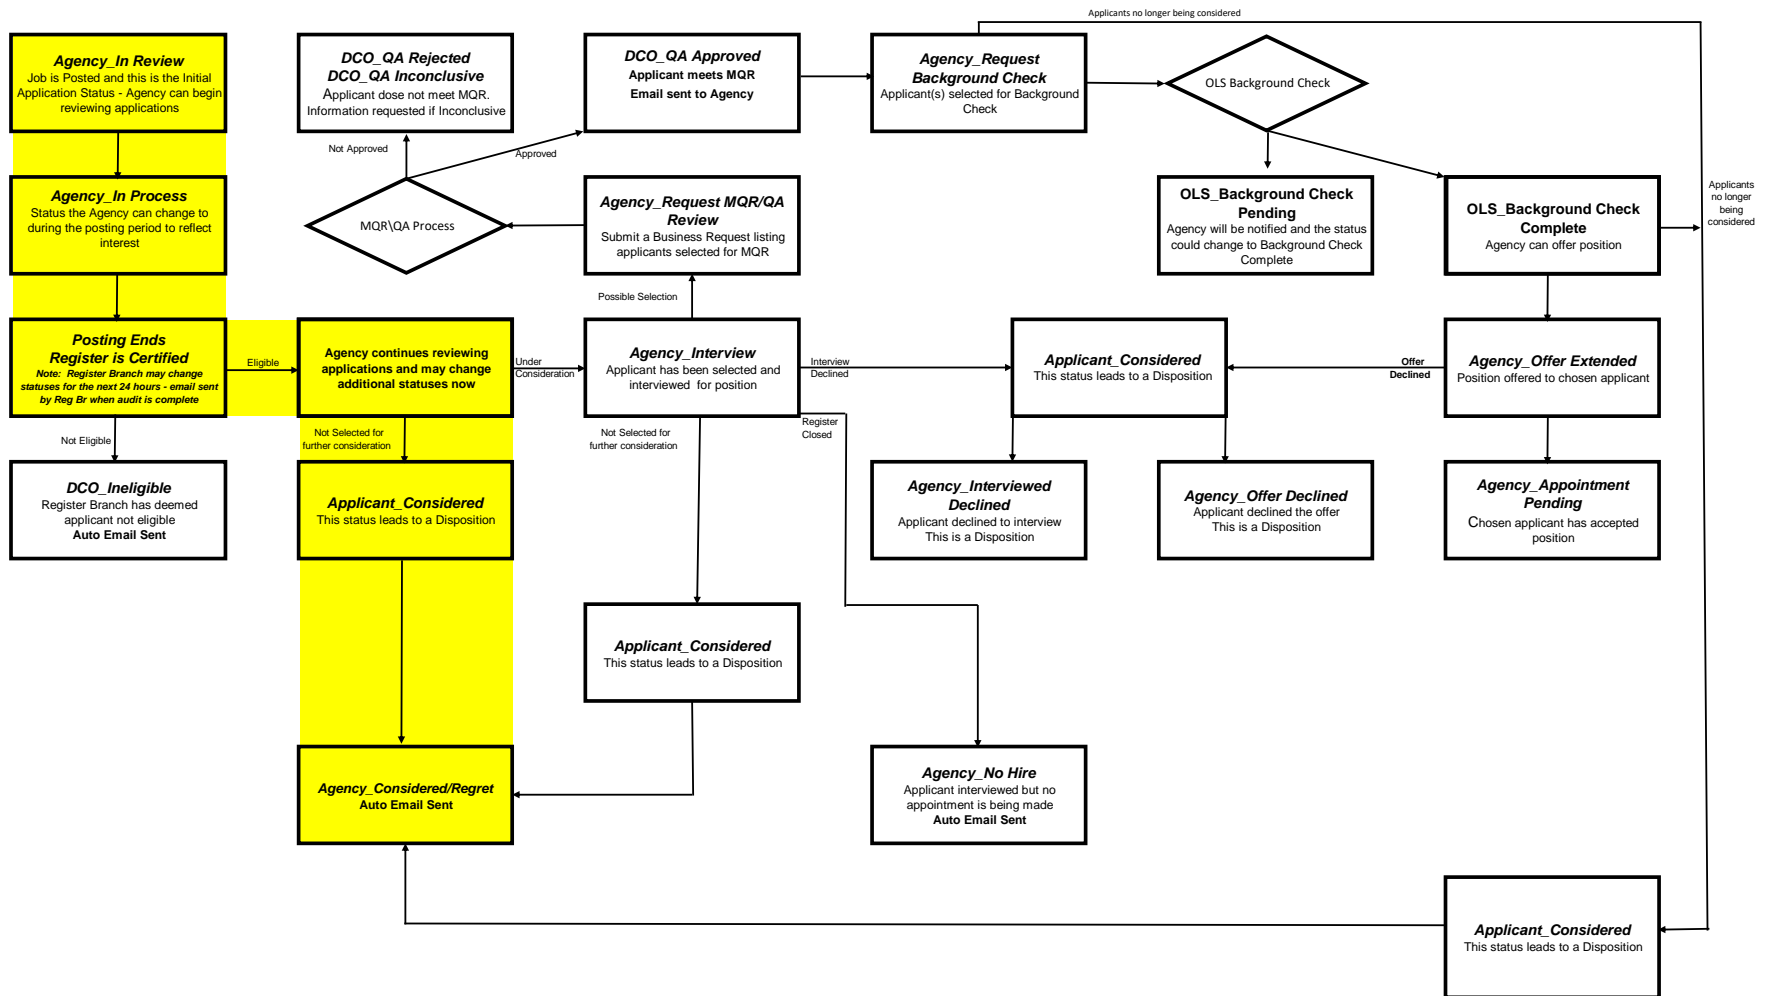 Applicants no longer being considered
Agency_In Review
Job is Posted and this is the Initial
Application Status - Agency can begin
reviewing applications
DCO_QA Rejected
DCO_QA Inconclusive
Applicant dose not meet MQR.
Information requested if Inconclusive
DCO_QA Approved
Applicant meets MQR
Email sent to Agency
Agency_Request
Background Check
Applicant(s) selected for Background
Check
OLS Background Check
Not Approved
Approved
Agency_In Process
Status the Agency can change to
during the posting period to reflect
interest
MQR\QA Process
Agency_Request MQR/QA
Review
Submit a Business Request listing
applicants selected for MQR
OLS_Background Check
Pending
Agency will be notified and the status
could change to Background Check
Complete
OLS_Background Check
Complete
Agency can offer position
Applicants
no longer
being
considered
Possible Selection
Posting Ends
Register is Certified
Note: Register Branch may change
statuses for the next 24 hours - email sent
by Reg Br when audit is complete
Eligible
Agency continues reviewing
applications and may change
additional statuses now
Under
Consideration
Agency_Interview
Applicant has been selected and
interviewed for position
Interview
Declined
Applicant_Considered
This status leads to a Disposition
Offer
Declined
Agency_Offer Extended
Position offered to chosen applicant
Not Eligible
Not Selected for
further consideration
Not Selected for
further consideration
Register
Closed
DCO_Ineligible
Register Branch has deemed
applicant not eligible
Auto Email Sent
Applicant_Considered
This status leads to a Disposition
Agency_Interviewed
Declined
Applicant declined to interview
This is a Disposition
Agency_Offer Declined
Applicant declined the offer
This is a Disposition
Agency_Appointment
Pending
Chosen applicant has accepted
position
Applicant_Considered
This status leads to a Disposition
Agency_Considered/Regret
Auto Email Sent
Agency_No Hire
Applicant interviewed but no
appointment is being made
Auto Email Sent
Applicant_Considered
This status leads to a Disposition